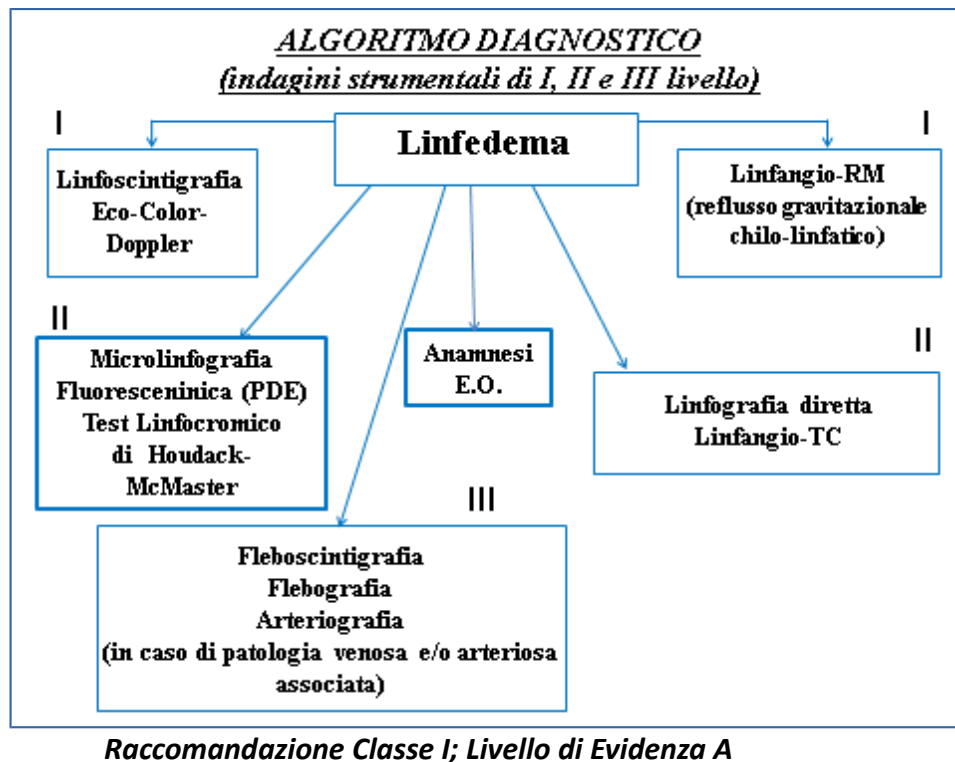 ALGORITMO DIAGNOSTICO
(indagini strumentali di I, II e III livello)
I
Linfedema
I
Linfoscintigrafia
Eco-Color-
Doppler
Linfangio-RM
(reflusso gravitazionale
chilo-linfatico)
II
Microlinfografia
Fluoresceninica (PDE)
Test Linfocromico
di Houdack-
McMaster
Anamnesi
E.O.
II
Linfografia diretta
Linfangio-TC
III
Fleboscintigrafia
Flebografia
Arteriografia
(in caso di patologia venosa e/o arteriosa
associata)
Raccomandazione Classe I; Livello di Evidenza A